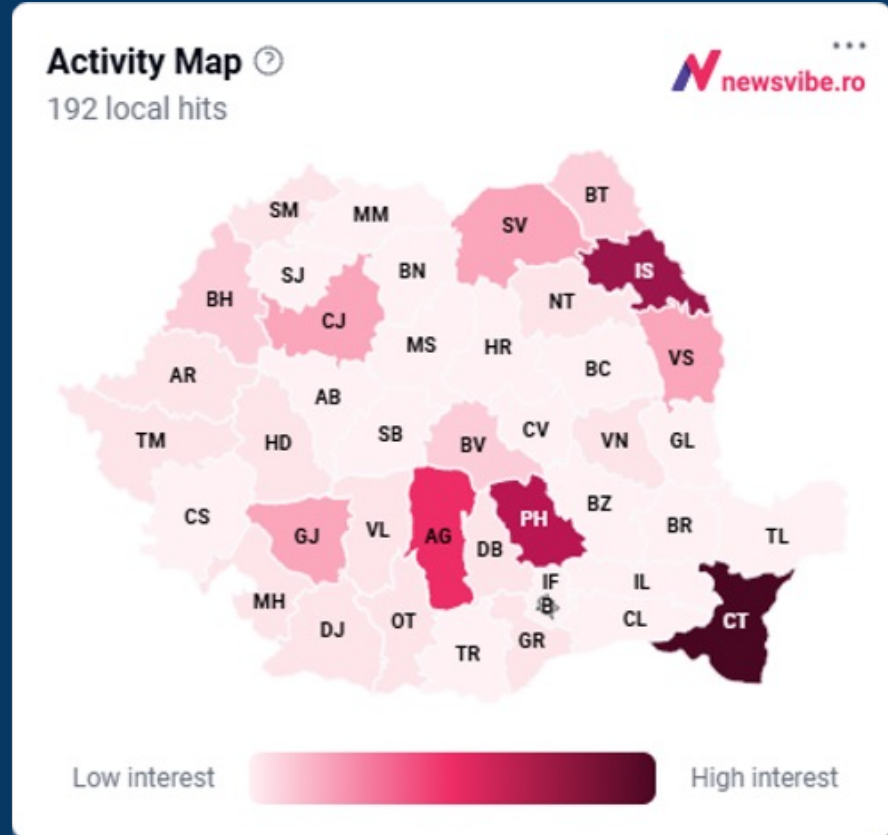 Activity Map ?
192 local hits
newsvibe.ro
BT
SM
MM
SV
IS
SJ
BN
BH
NT
CJ
MS
HR
VS
BC
AR
AB
CV
SB
TM
HD
BV
VN
GL
BZ
CS
PH
BR
GJ
VL
AG
TL
DB
IF
IL
MH
B
CL
CT
OT
DJ
GR
TR
Low interest
High interest